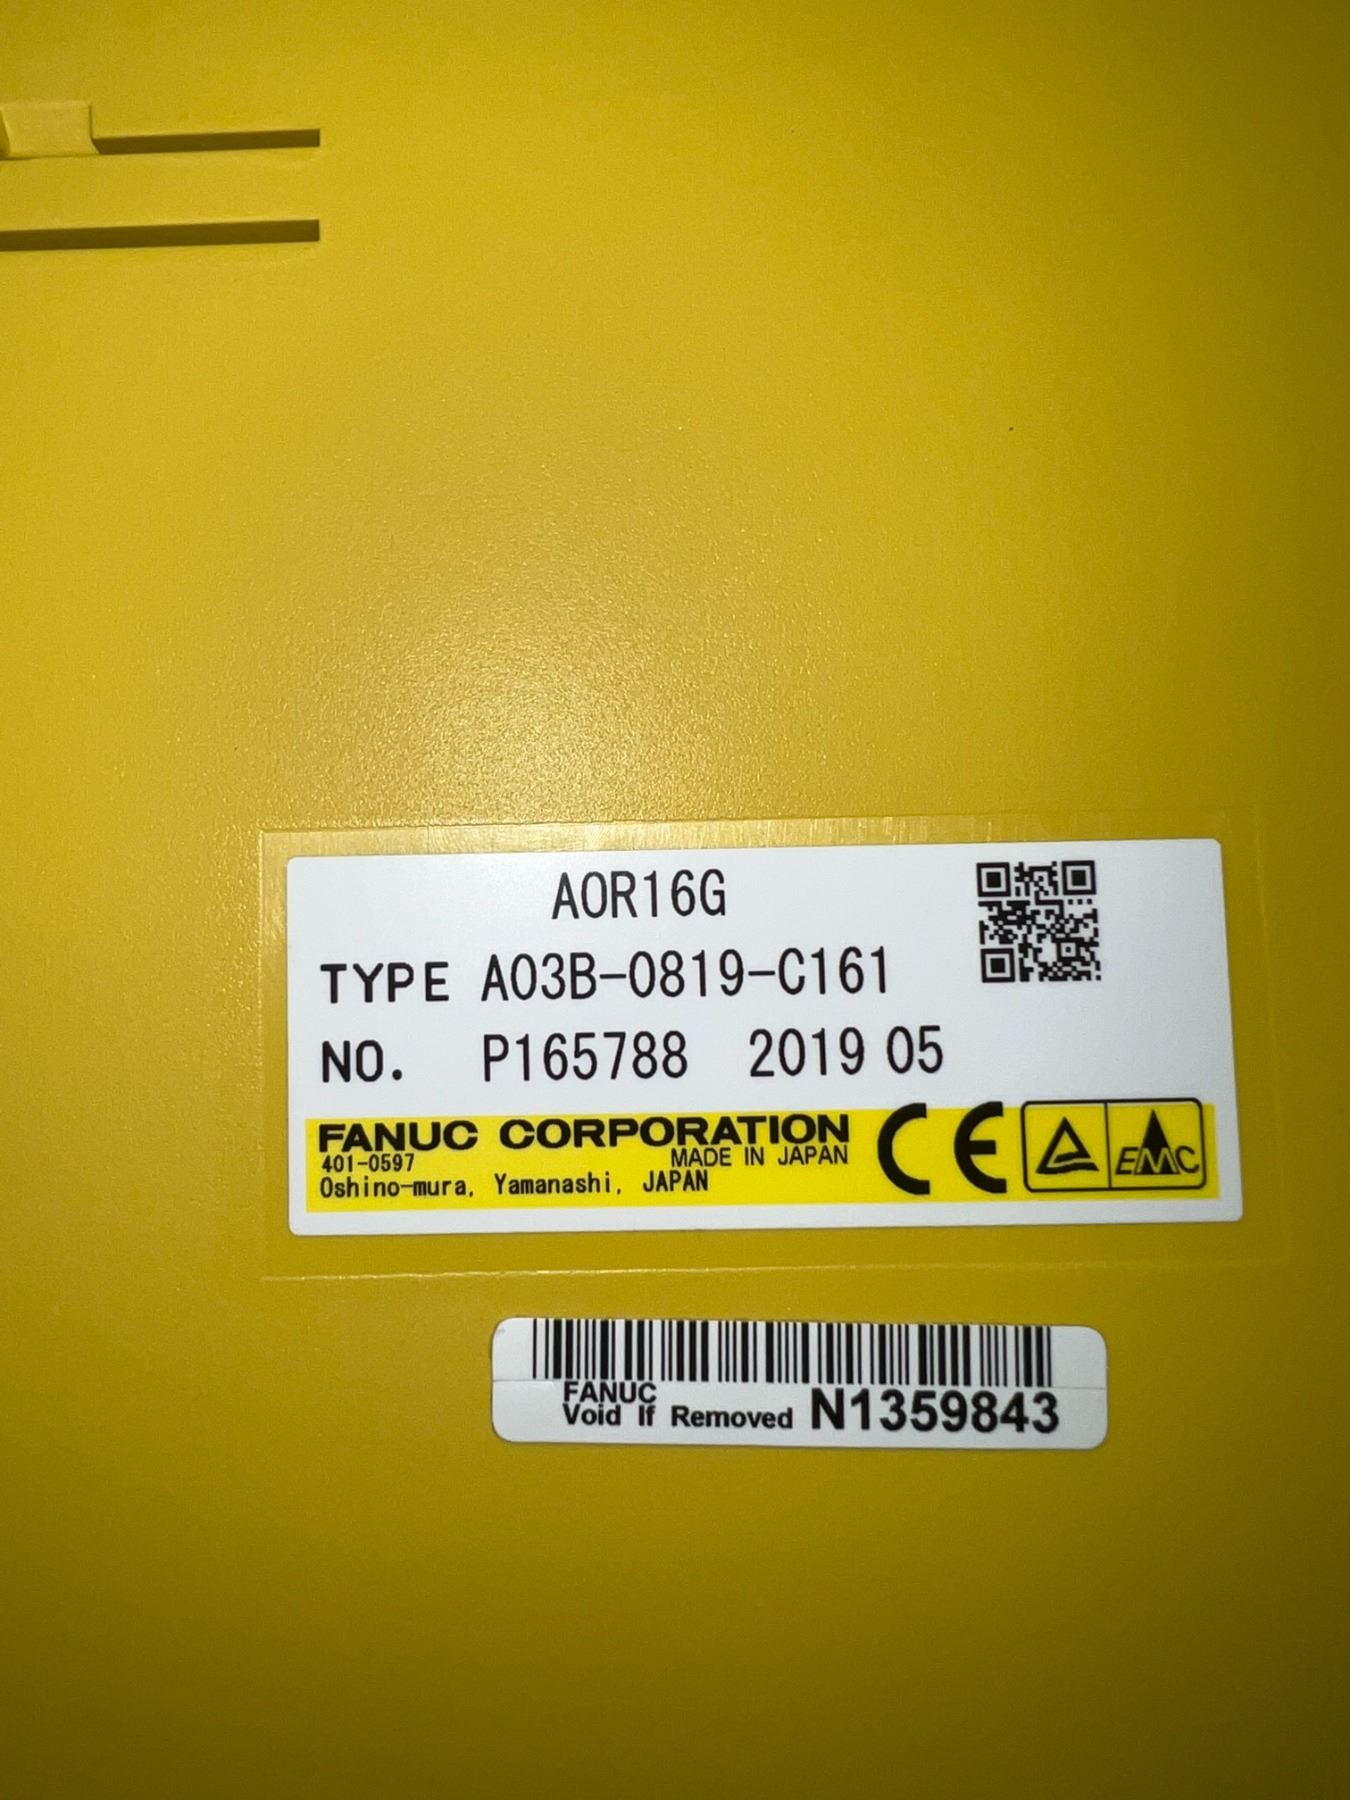 AOR16G
TYPE A03B-0819-C161
NO. P165788 2019 05
FANUC CORPORATION
401-0597 MADE IN JAPAN
Oshino-mura, Yamanashi, JAPAN
CE EMC
FANUC
Void If Removed N1359843